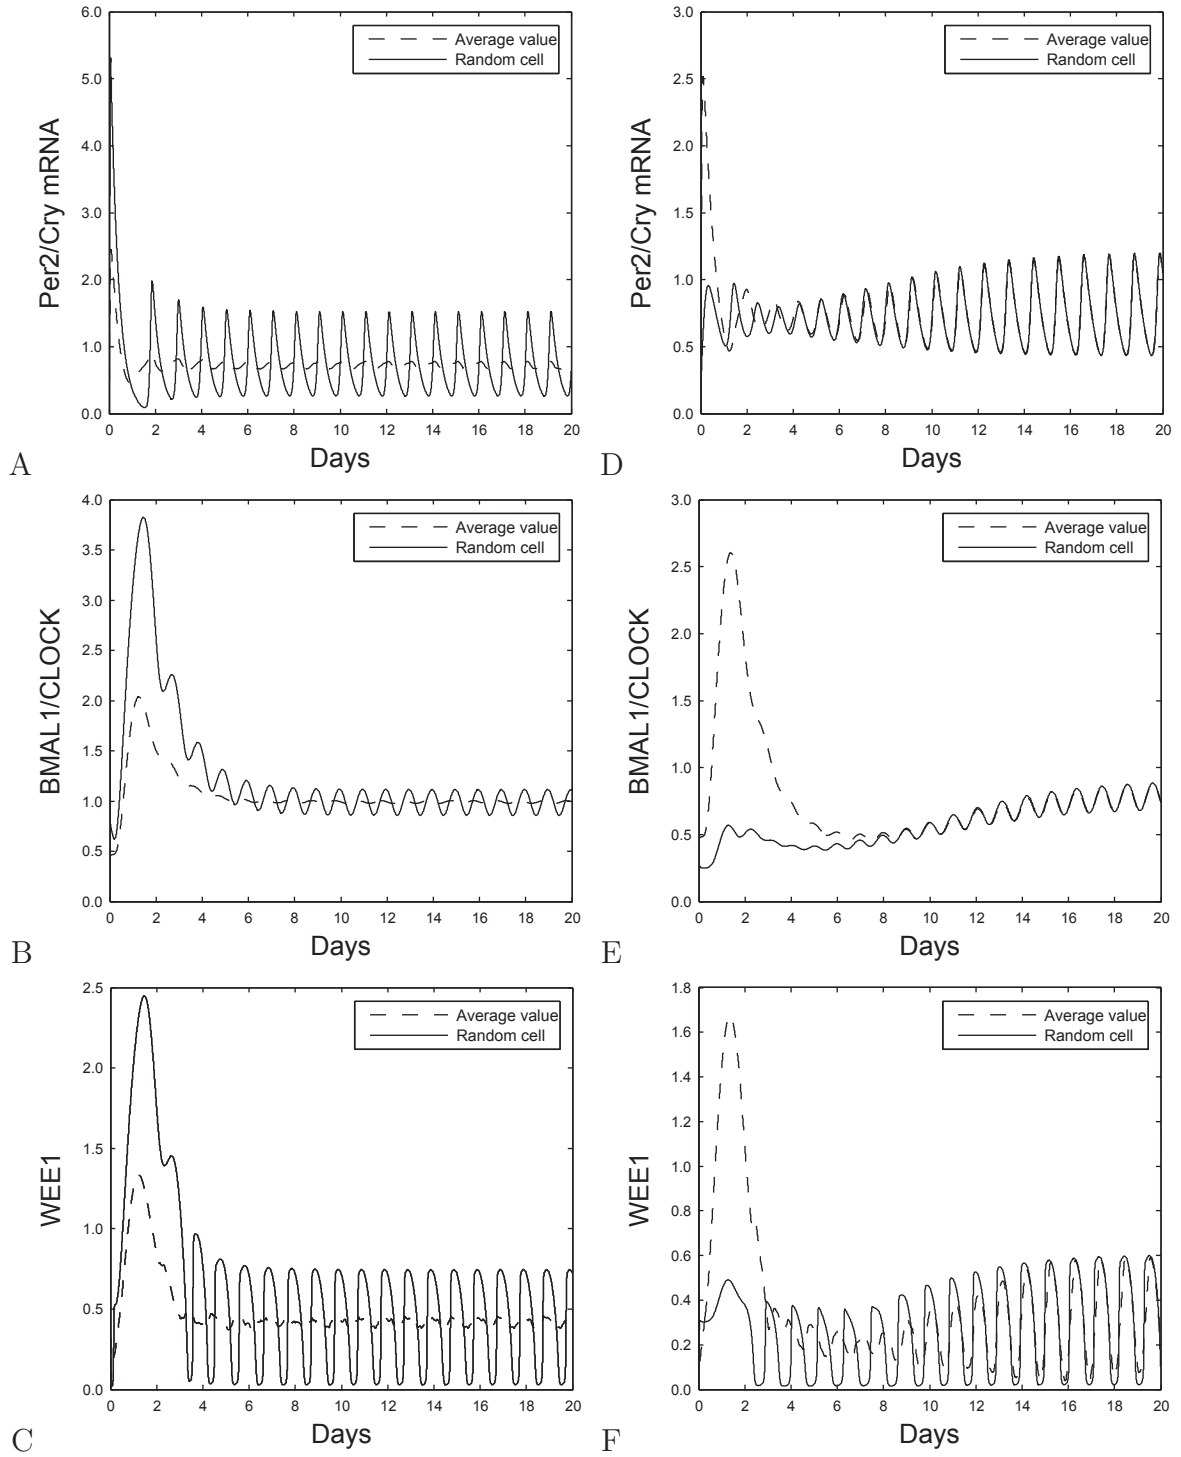 6.0
5.0
4.0
3.0
2.0
1.0
0.0
0 2 4 6 8 10 12 14 16 18 20
Per2/Cry mRNA
Days
Average value
Random cell
A
3.0
2.5
2.0
1.5
1.0
0.5
0.0
0 2 4 6 8 10 12 14 16 18 20
Per2/Cry mRNA
Days
Average value
Random cell
D
4.0
3.5
3.0
2.5
2.0
1.5
1.0
0.5
0.0
0 2 4 6 8 10 12 14 16 18 20
BMAL1/CLOCK
Days
Average value
Random cell
B
3.0
2.5
2.0
1.5
1.0
0.5
0.0
0 2 4 6 8 10 12 14 16 18 20
BMAL1/CLOCK
Days
Average value
Random cell
E
2.5
2.0
1.5
1.0
0.5
0.0
0 2 4 6 8 10 12 14 16 18 20
WEE1
Days
Average value
Random cell
C
1.8
1.6
1.4
1.2
1.0
0.8
0.6
0.4
0.2
0.0
0 2 4 6 8 10 12 14 16 18 20
WEE1
Days
Average value
Random cell
F